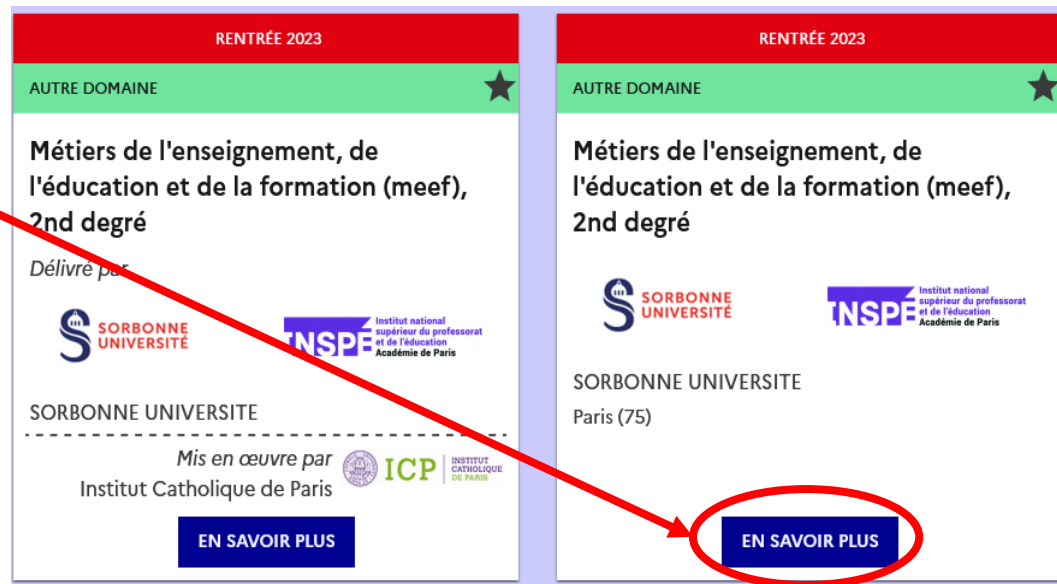 RENTRÉE 2023
AUTRE DOMAINE
Métiers de l'enseignement, de
l'éducation et de la formation (meef),
2nd degré
Délivré par
SORBONNE
UNIVERSITÉ
INSPÉ
Institut national
supérieur du professorat
et de l'éducation
Académie de Paris
SORBONNE UNIVERSITE
Mis en œuvre par
Institut Catholique de Paris
ICP
INSTITUT
CATHOLIQUE
DE PARIS
EN SAVOIR PLUS
RENTRÉE 2023
AUTRE DOMAINE
Métiers de l'enseignement, de
l'éducation et de la formation (meef),
2nd degré
SORBONNE
UNIVERSITÉ
INSPÉ
Institut national
supérieur du professorat
et de l'éducation
Académie de Paris
SORBONNE UNIVERSITE
Paris (75)
EN SAVOIR PLUS